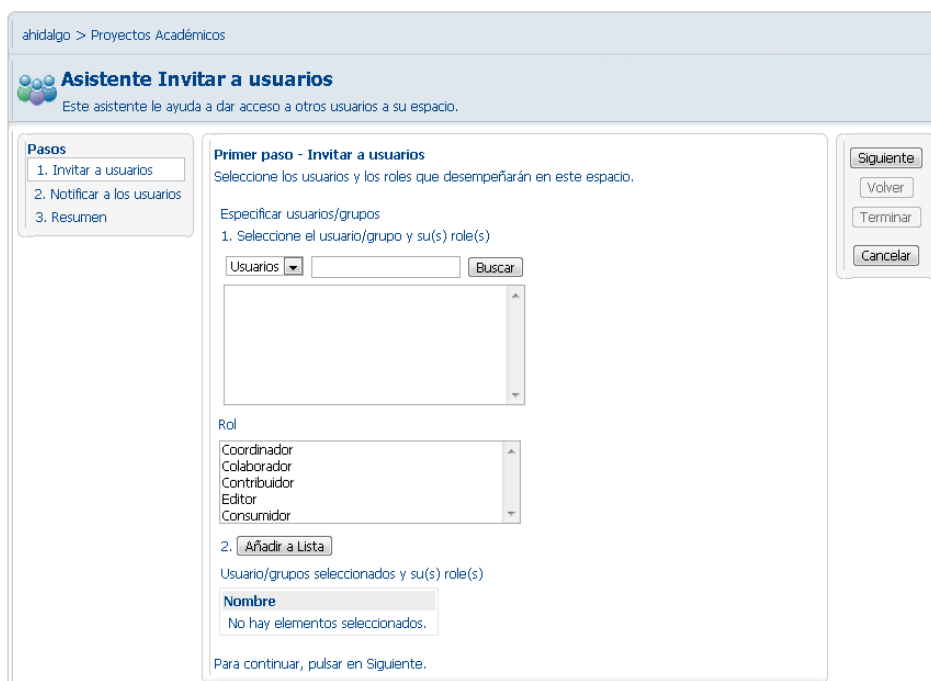 ahidalgo > Proyectos Académicos
Asistente Invitar a usuarios
Este asistente le ayuda a dar acceso a otros usuarios a su espacio.
Pasos
1. Invitar a usuarios
2. Notificar a los usuarios
3. Resumen
Primer paso - Invitar a usuarios
Seleccione los usuarios y los roles que desempeñarán en este espacio.
Especificar usuarios/grupos
1. Seleccione el usuario/grupo y su(s) role(s)
Usuarios
Buscar
Rol
Coordinador
Colaborador
Contribuidor
Editor
Consumidor
2. Añadir a Lista
Usuario/grupos seleccionados y su(s) role(s)
Nombre
No hay elementos seleccionados.
Para continuar, pulsar en Siguiente.
Siguiente
Volver
Terminar
Cancelar